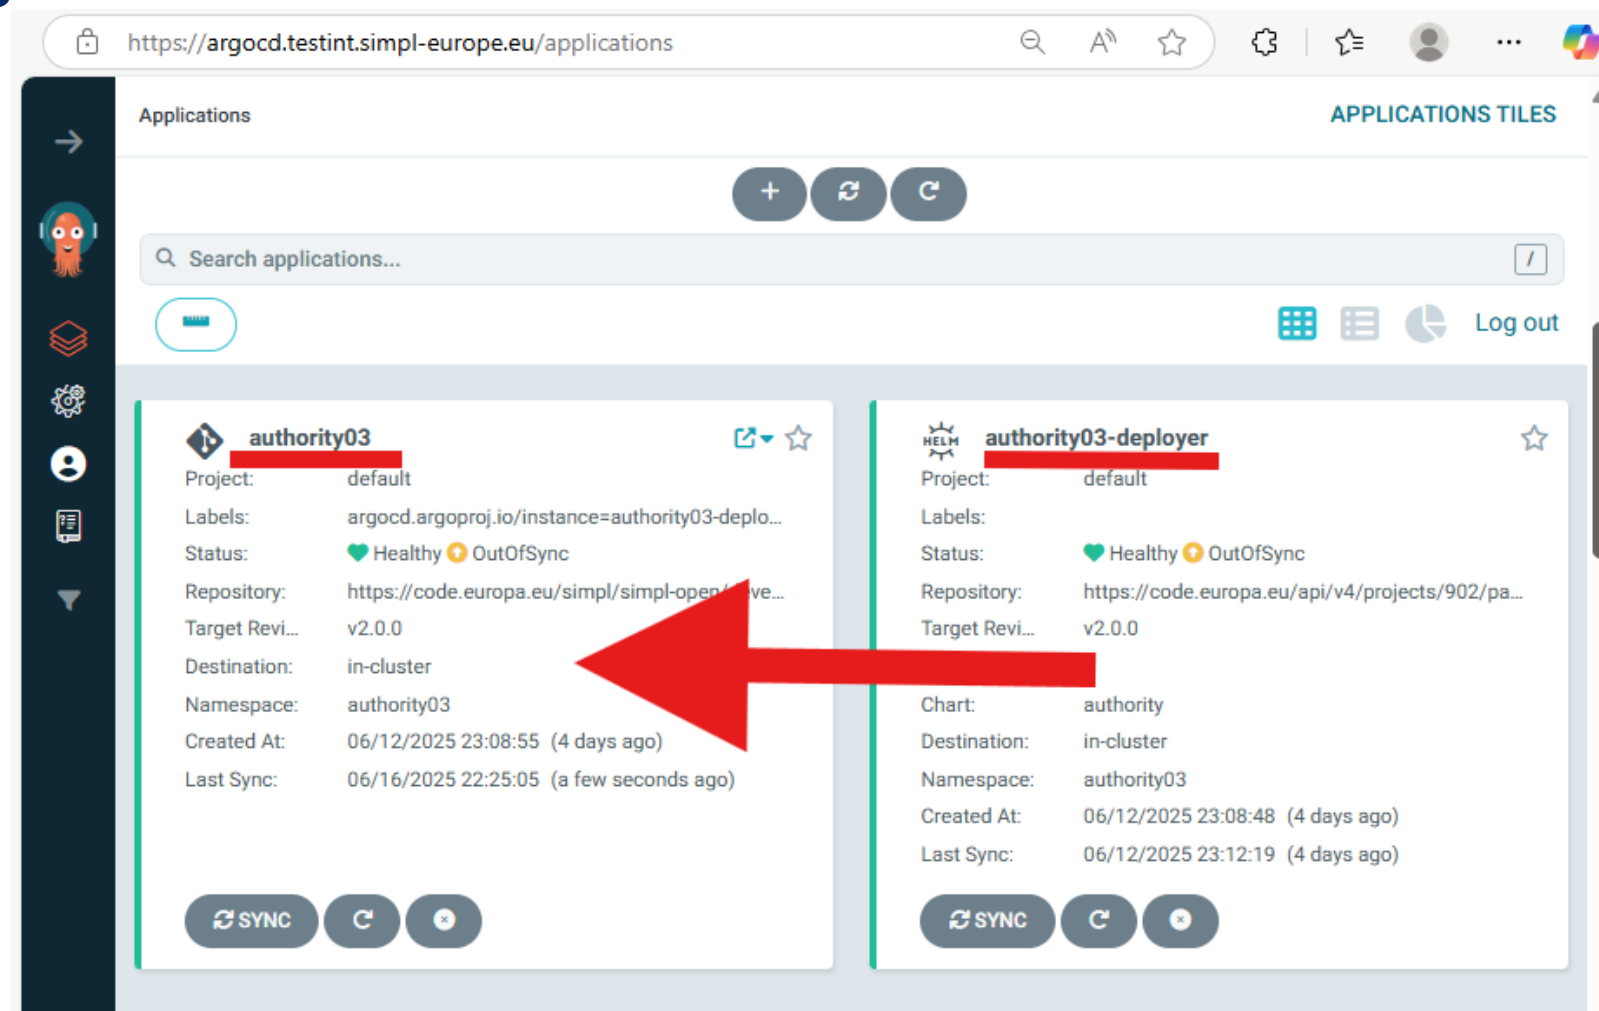 https://argocd.testint.simpl-europe.eu/applications
Applications
APPLICATIONS TILES
Search applications...
/
Log out
authority03
Project: default
Labels: argocd.argoproj.io/instance=authority03-deplo...
Status: Healthy OutOfSync
Repository: https://code.europa.eu/simpl/simpl-open/ ve...
Target Revi... v2.0.0
Destination: in-cluster
Namespace: authority03
Created At: 06/12/2025 23:08:55 (4 days ago)
Last Sync: 06/16/2025 22:25:05 (a few seconds ago)
SYNC
HELM
authority03-deployer
Project: default
Labels:
Status: Healthy OutOfSync
Repository: https://code.europa.eu/api/v4/projects/902/pa...
Target Revi... v2.0.0
Chart: authority
Destination: in-cluster
Namespace: authority03
Created At: 06/12/2025 23:08:48 (4 days ago)
Last Sync: 06/12/2025 23:12:19 (4 days ago)
SYNC